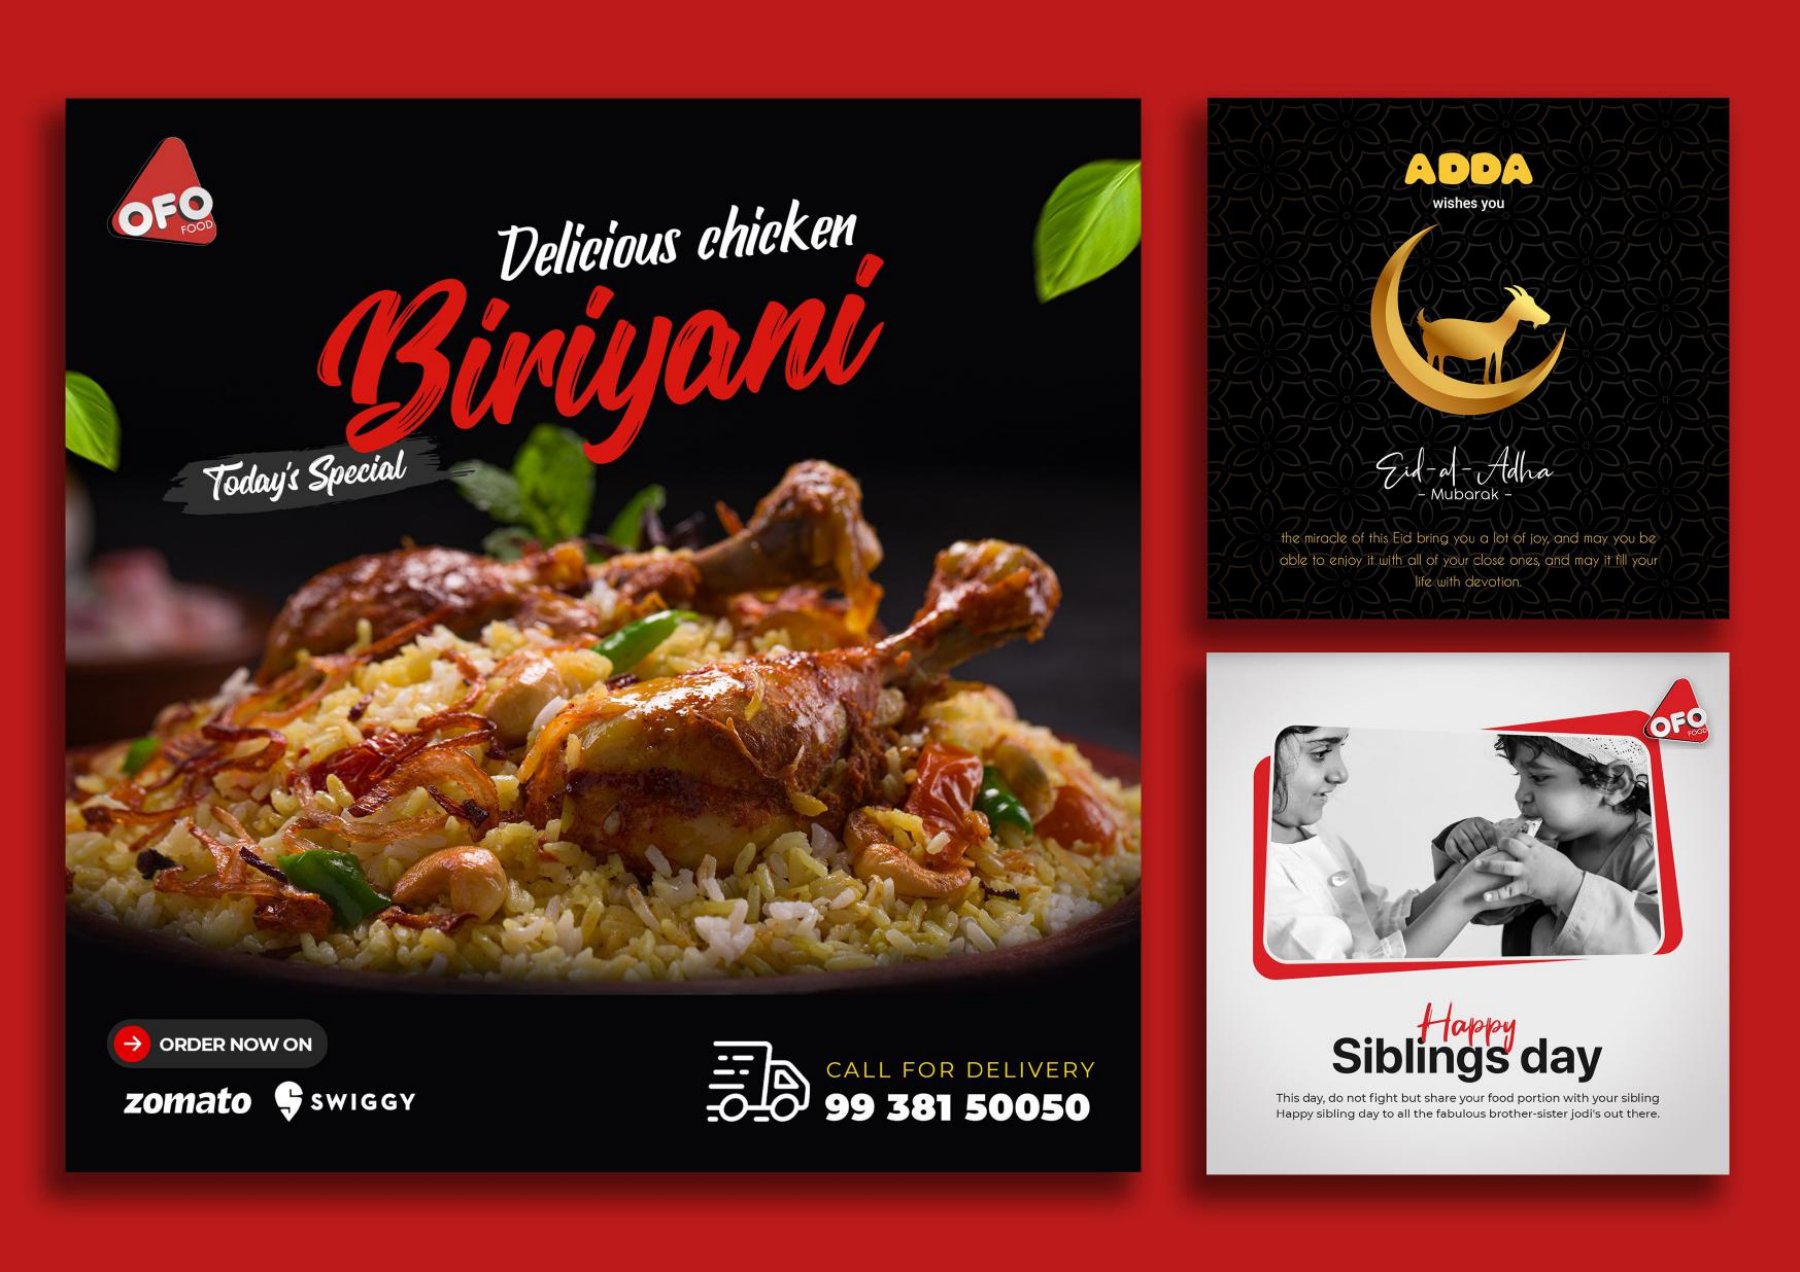 OFO
FOOD
Delicious chicken
Biriyani
Today's Special
ORDER NOW ON
zomato SWIGGY
CALL FOR DELIVERY
99 381 50050
ADDA
wishes you
Eid-al-Adha
- Mubarak -
the miracle of this Eid bring you a lot of joy, and may you be
able to enjoy it with all of your close ones, and may it fill your
life with devotion.
OFO
FOOD
Happy
Siblings day
This day, do not fight but share your food portion with your sibling
Happy sibling day to all the fabulous brother-sister jodi's out there.